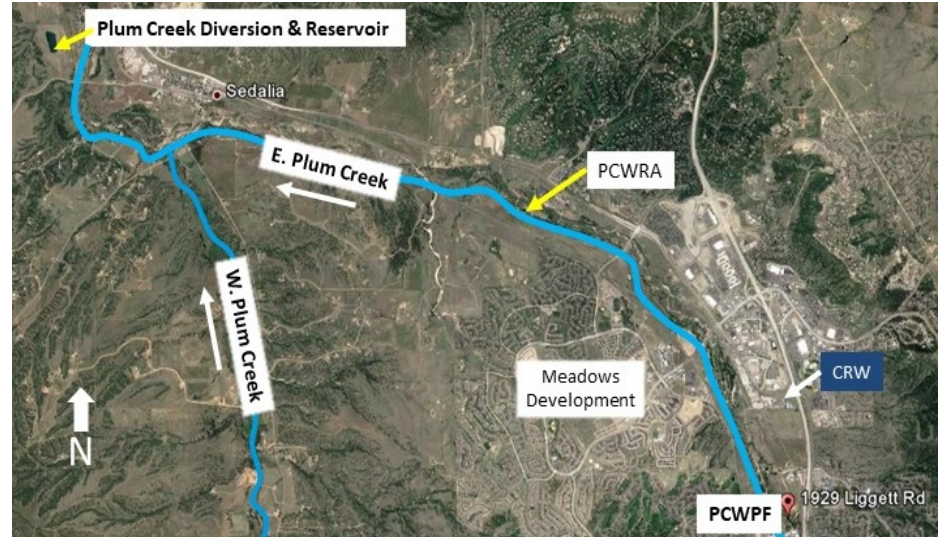 Plum Creek Diversion & Reservoir
Sedalia
E. Plum Creek
PCWRA
W. Plum Creek
Meadows
Development
CRW
N
1929 Liggett Rd
PCWPF